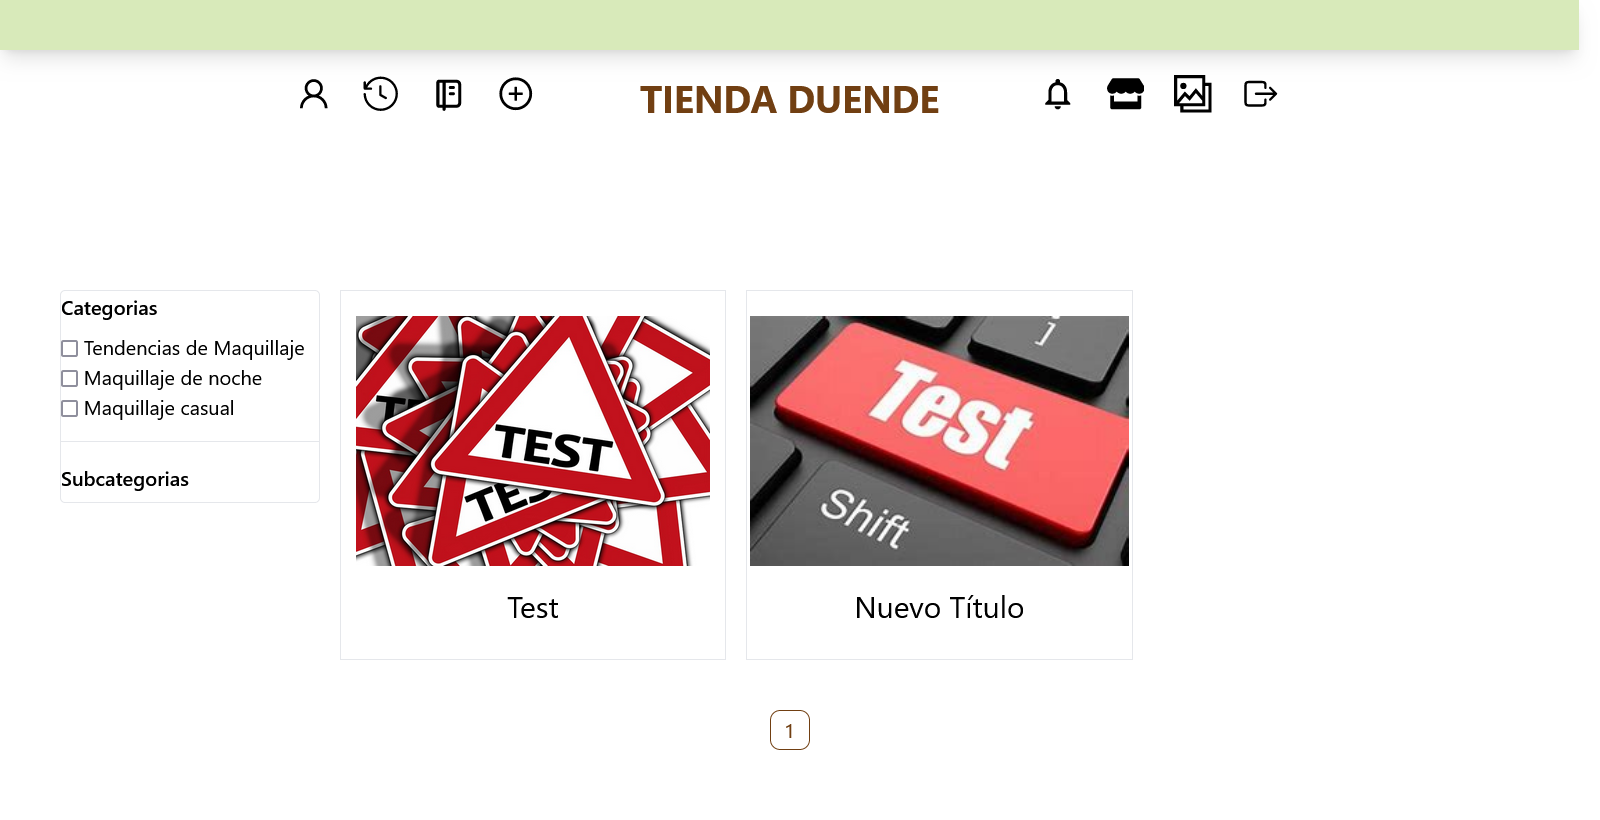 TIENDA DUENDE
Categorias
Tendencias de Maquillaje
Maquillaje de noche
Maquillaje casual
Subcategorias
TEST
TES
Test
Shift
]
Test
Nuevo Título
1